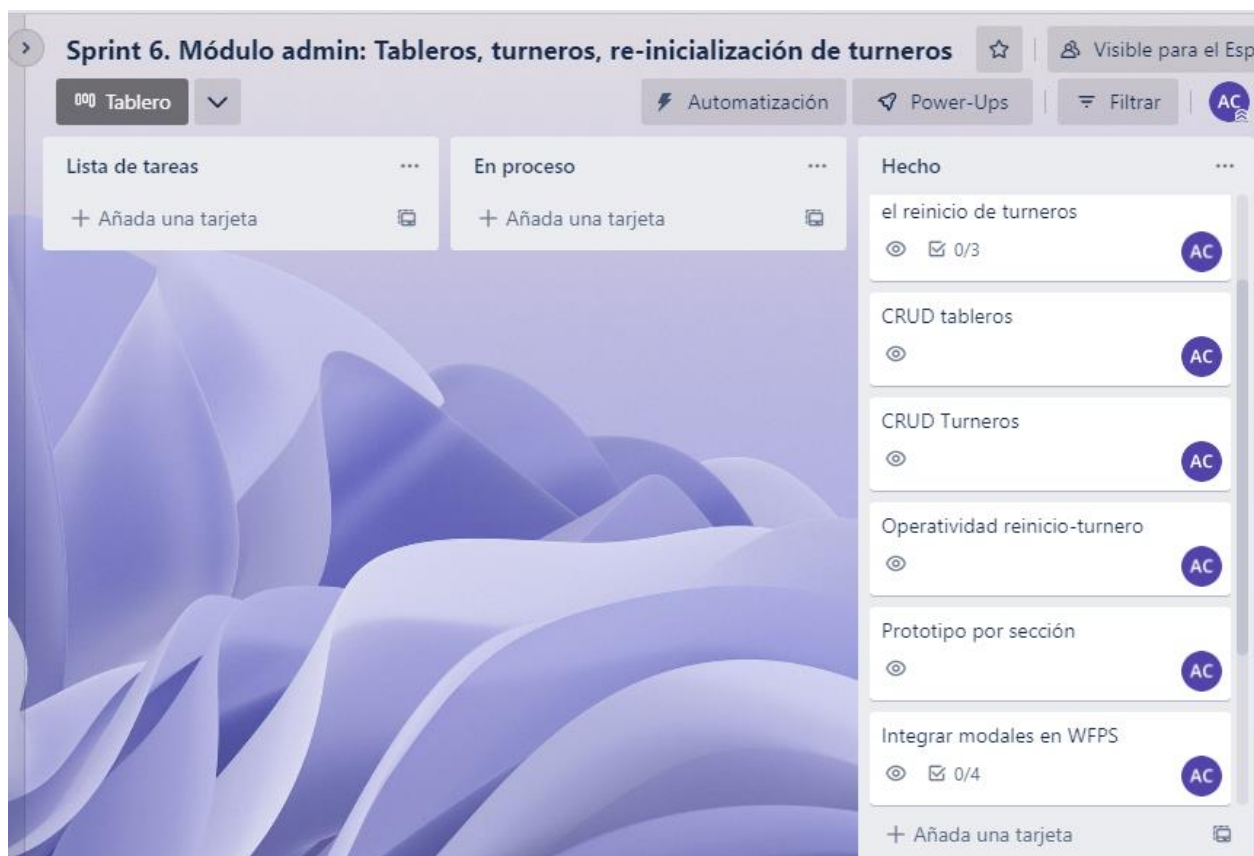 Sprint 6. Módulo admin: Tableros, turneros, re-inicialización de turneros
Visible para el Esp
Tablero
Automatización
Power-Ups
Filtrar
AC
Lista de tareas
Añada una tarjeta
En proceso
Añada una tarjeta
Hecho
el reinicio de turneros
0/3
AC
CRUD tableros
AC
CRUD Turneros
AC
Operatividad reinicio-turnero
AC
Prototipo por sección
AC
Integrar modales en WFPS
0/4
AC
Añada una tarjeta